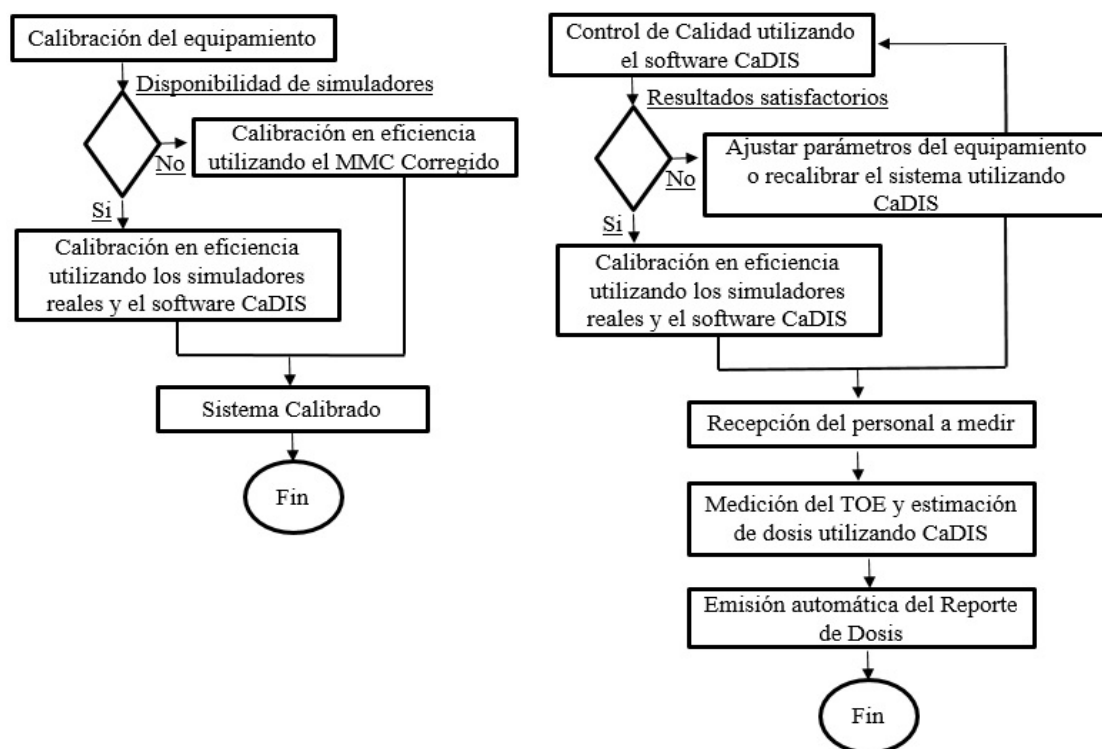 Calibración del equipamiento
Disponibilidad de simuladores
No
Calibración en eficiencia
utilizando el MMC Corregido
Si
Calibración en eficiencia
utilizando los simuladores
reales y el software CaDIS
Sistema Calibrado
Fin
Control de Calidad utilizando
el software CaDIS
Resultados satisfactorios
No
Ajustar parámetros del equipamiento
o recalibrar el sistema utilizando
CaDIS
Si
Calibración en eficiencia
utilizando los simuladores
reales y el software CaDIS
Recepción del personal a medir
Medición del TOE y estimación
de dosis utilizando CaDIS
Emisión automática del Reporte
de Dosis
Fin